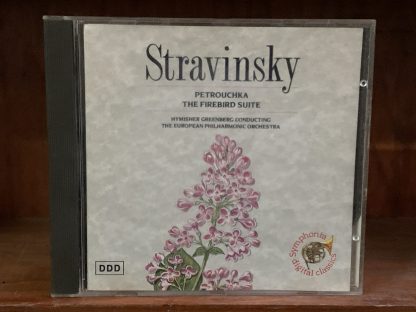 Stravinsky
PETROUCHKA
THE FIREBIRD SUITE
HYMISHER GREENBERG CONDUCTING
THE EUROPEAN PHILHARMONIC ORCHESTRA
Symphonia
digital classics
DDD